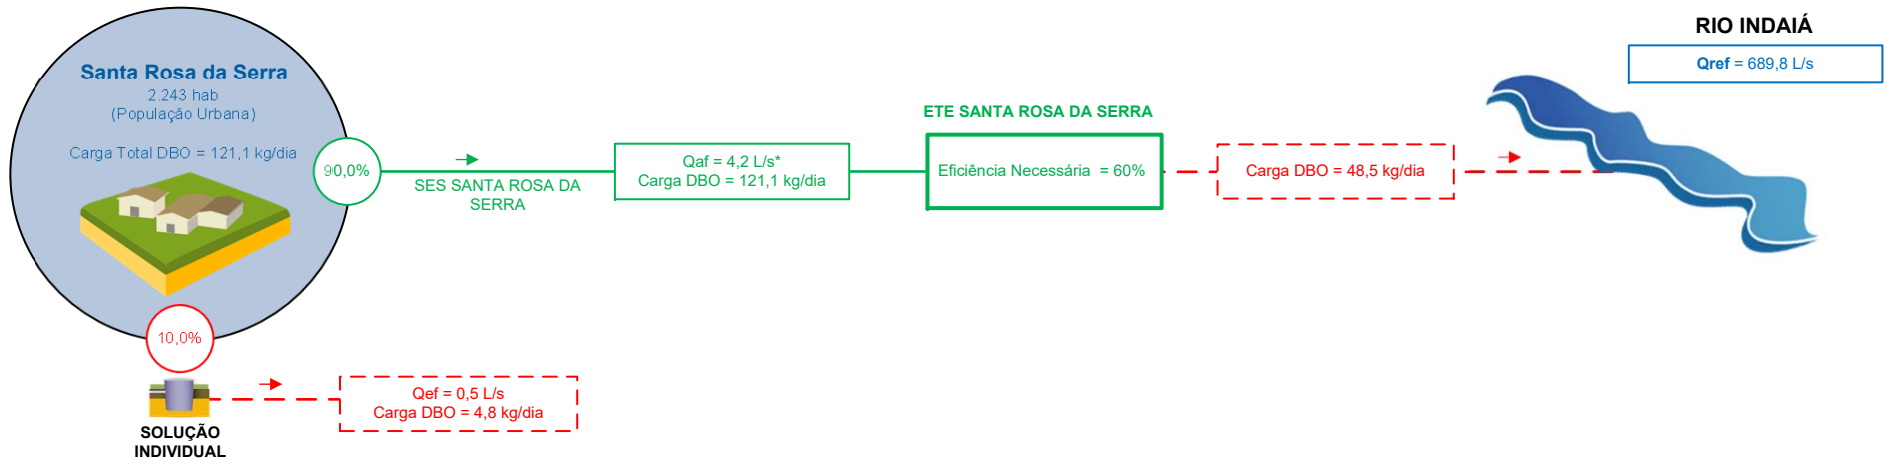 RIO INDAIÁ
Qref = 689,8 L/s
Santa Rosa da Serra
2.243 hab
(População Urbana)
Carga Total DBO = 121,1 kg/dia
90,0%
SES SANTA ROSA DA
SERRA
Qaf = 4,2 L/s*
Carga DBO = 121,1 kg/dia
ETE SANTA ROSA DA SERRA
Eficiência Necessária = 60%
Carga DBO = 48,5 kg/dia
10,0%
SOLUÇÃO
INDIVIDUAL
Qef = 0,5 L/s
Carga DBO = 4,8 kg/dia